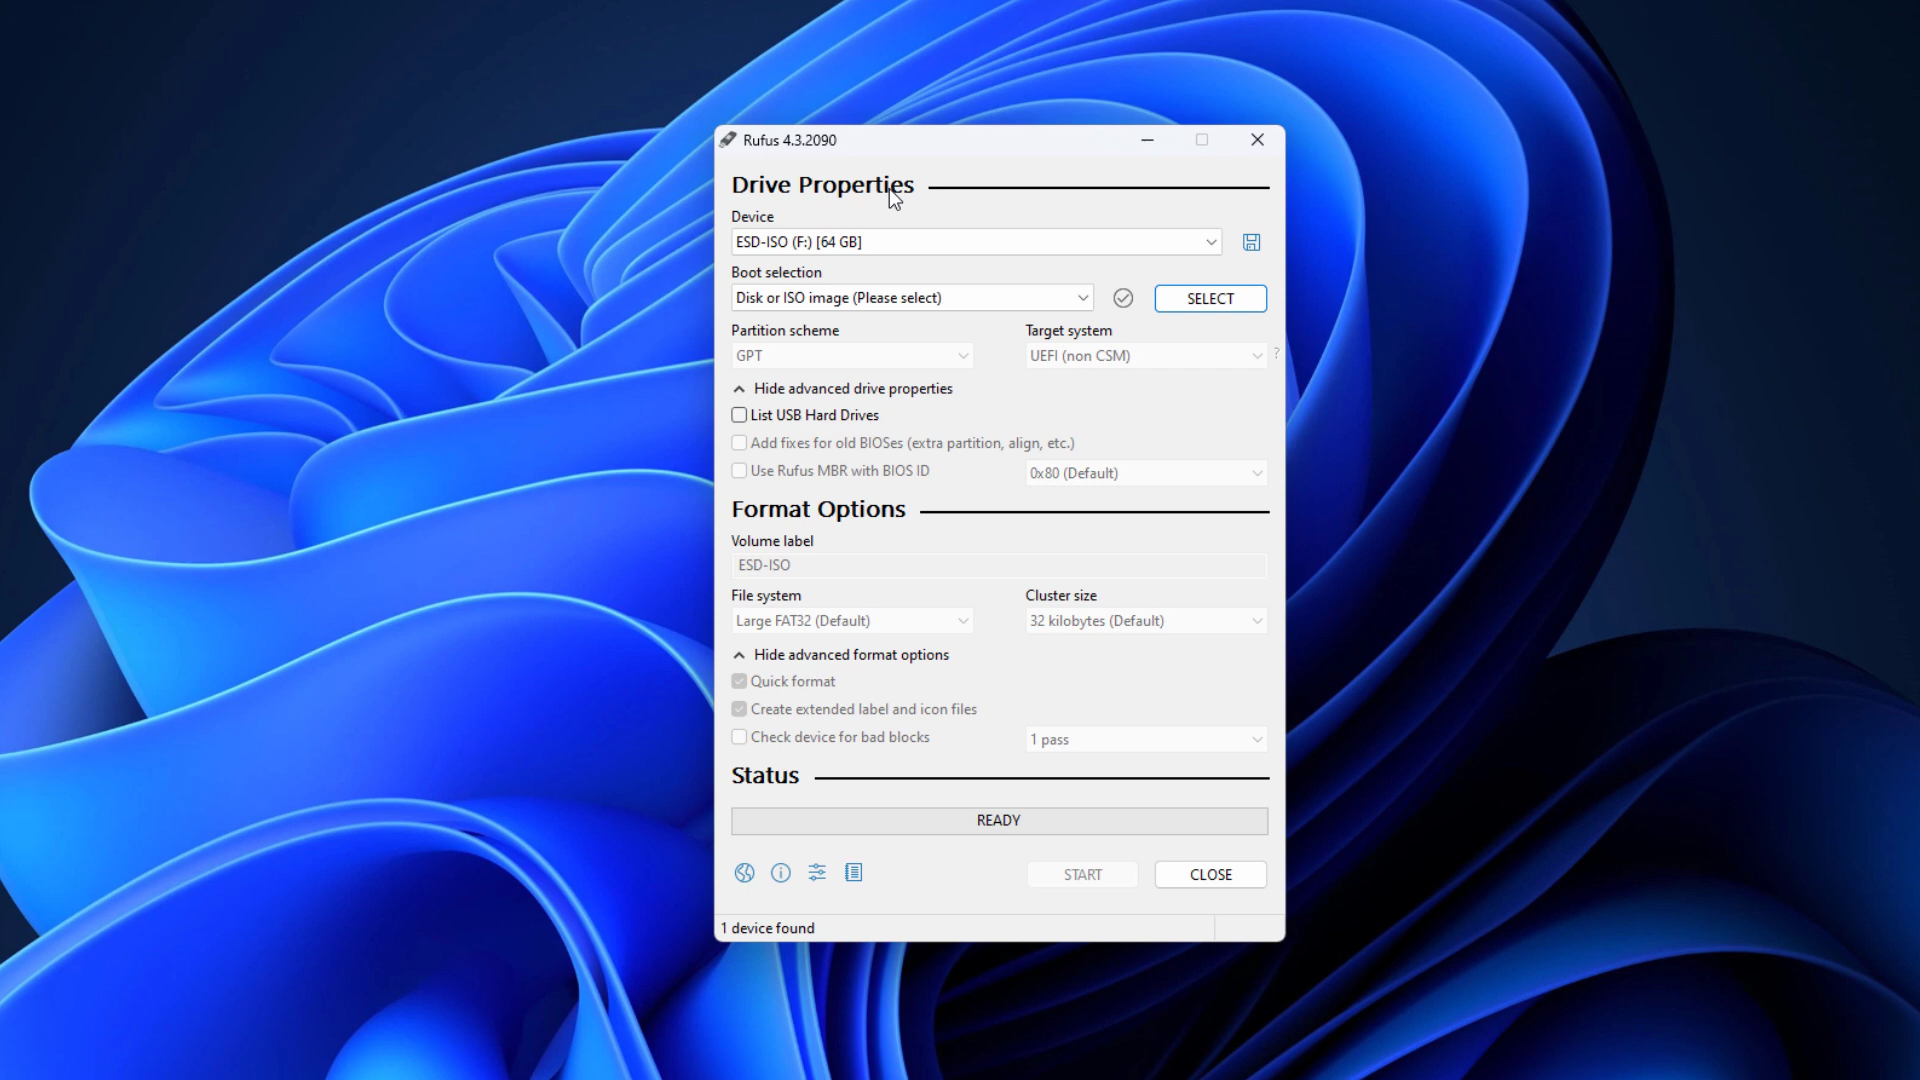 Rufus 4.3.2090
Drive Properties
Device
ESD-ISO (F:) [64 GB]
Boot selection
Disk or ISO image (Please select)
SELECT
Partition scheme
Target system
GPT
UEFI (non CSM)
?
Hide advanced drive properties
List USB Hard Drives
Add fixes for old BIOSes (extra partition, align, etc.)
Use Rufus MBR with BIOS ID
0x80 (Default)
Format Options
Volume label
ESD-ISO
File system
Cluster size
Large FAT32 (Default)
32 kilobytes (Default)
Hide advanced format options
Quick format
Create extended label and icon files
Check device for bad blocks
1 pass
Status
READY
START
CLOSE
1 device found